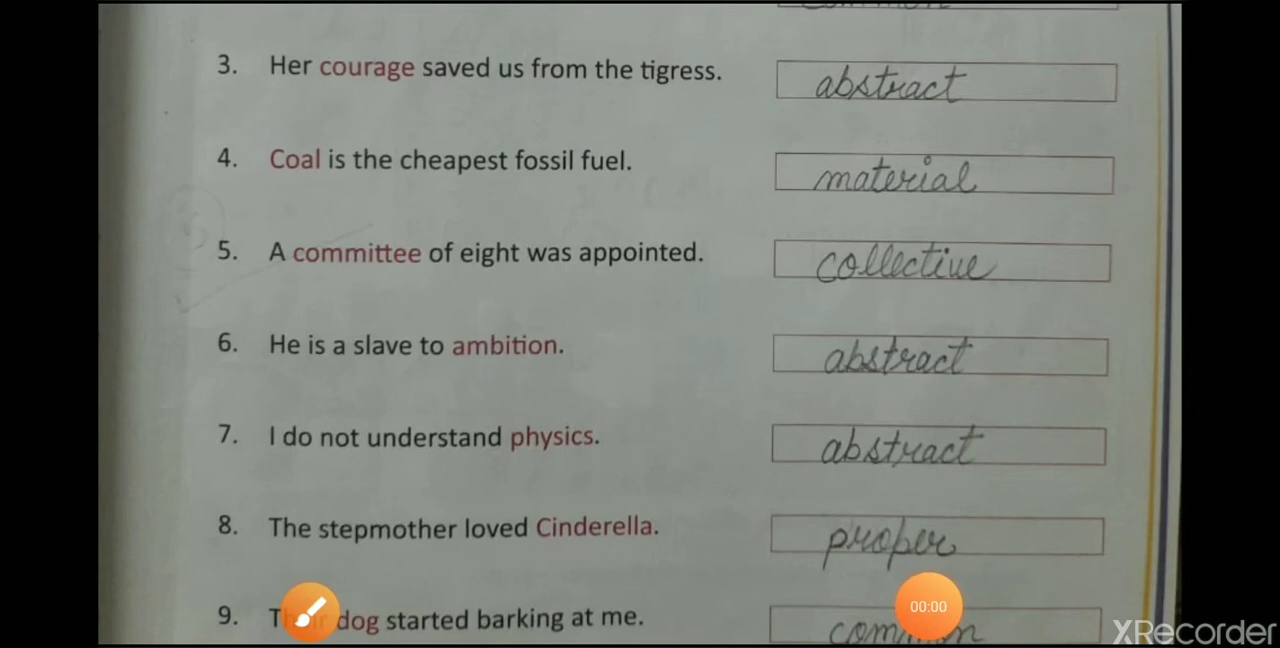 3. Her courage saved us from the tigress. abstract
4. Coal is the cheapest fossil fuel. material
5. A committee of eight was appointed. collective
6. He is a slave to ambition. abstract
7. I do not understand physics. abstract
8. The stepmother loved Cinderella. proper
00:00
9. dog started barking at me. common
XRecorder